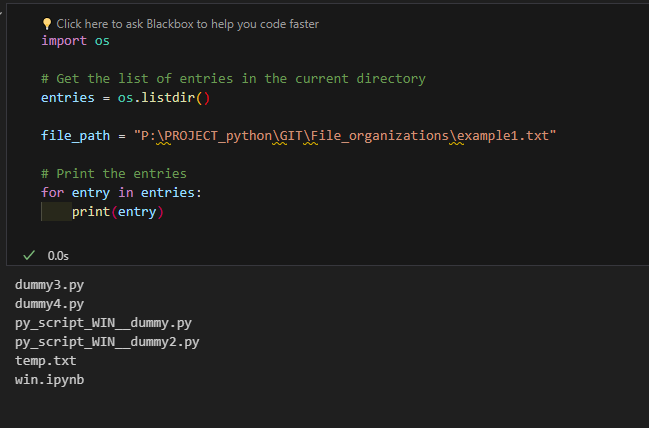 Click here to ask Blackbox to help you code faster
import os
# Get the list of entries in the current directory
entries = os.listdir()
file_path = "P:\PROJECT_python\GIT\File_organizations\example1.txt"
# Print the entries
for entry in entries:
    print(entry)
0.0s
dummy3.py
dummy4.py
py_script_WIN__dummy.py
py_script_WIN__dummy2.py
temp.txt
win.ipynb